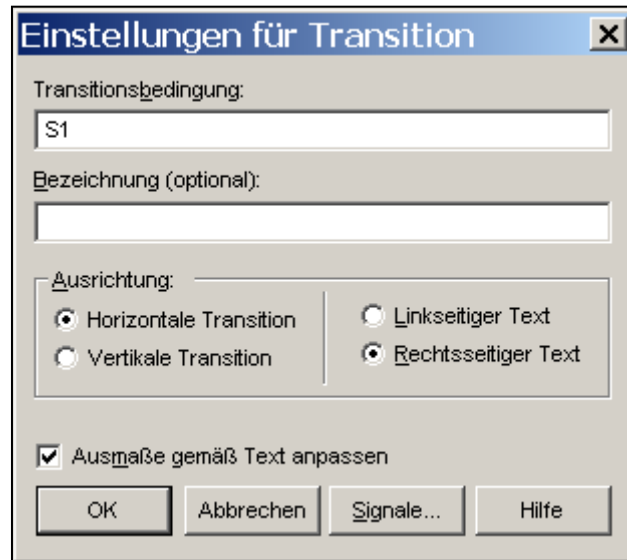 Einstellungen für Transition
Transitionsbedingung:
S1
Bezeichnung (optional):
Ausrichtung:
Horizontale Transition
Linkseitiger Text
Vertikale Transition
Rechtsseitiger Text
Ausmaße gemäß Text anpassen
OK Abbrechen Signale... Hilfe